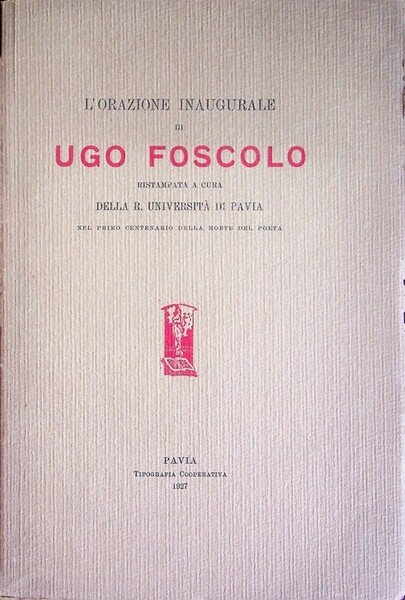 L'ORAZIONE INAUGURALE
DI
UGO FOSCOLO
RISTAMPATA A CURA
DELLA R. UNIVERSITÀ DI PAVIA
NEL PRIMO CENTENARIO DELLA MORTE DEL POETA
PAVIA
TIPOGRAFIA COOPERATIVA
1927